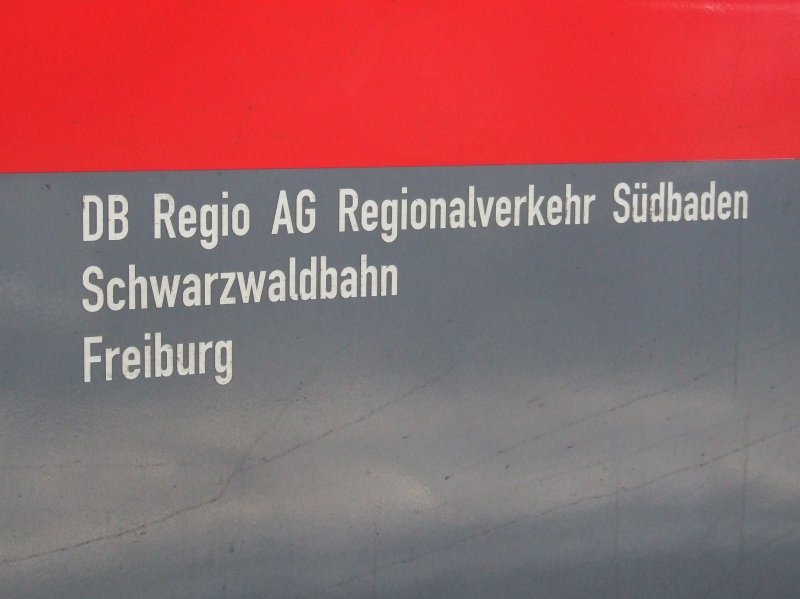 DB Regio AG Regionalverkehr Südbaden
Schwarzwaldbahn
Freiburg